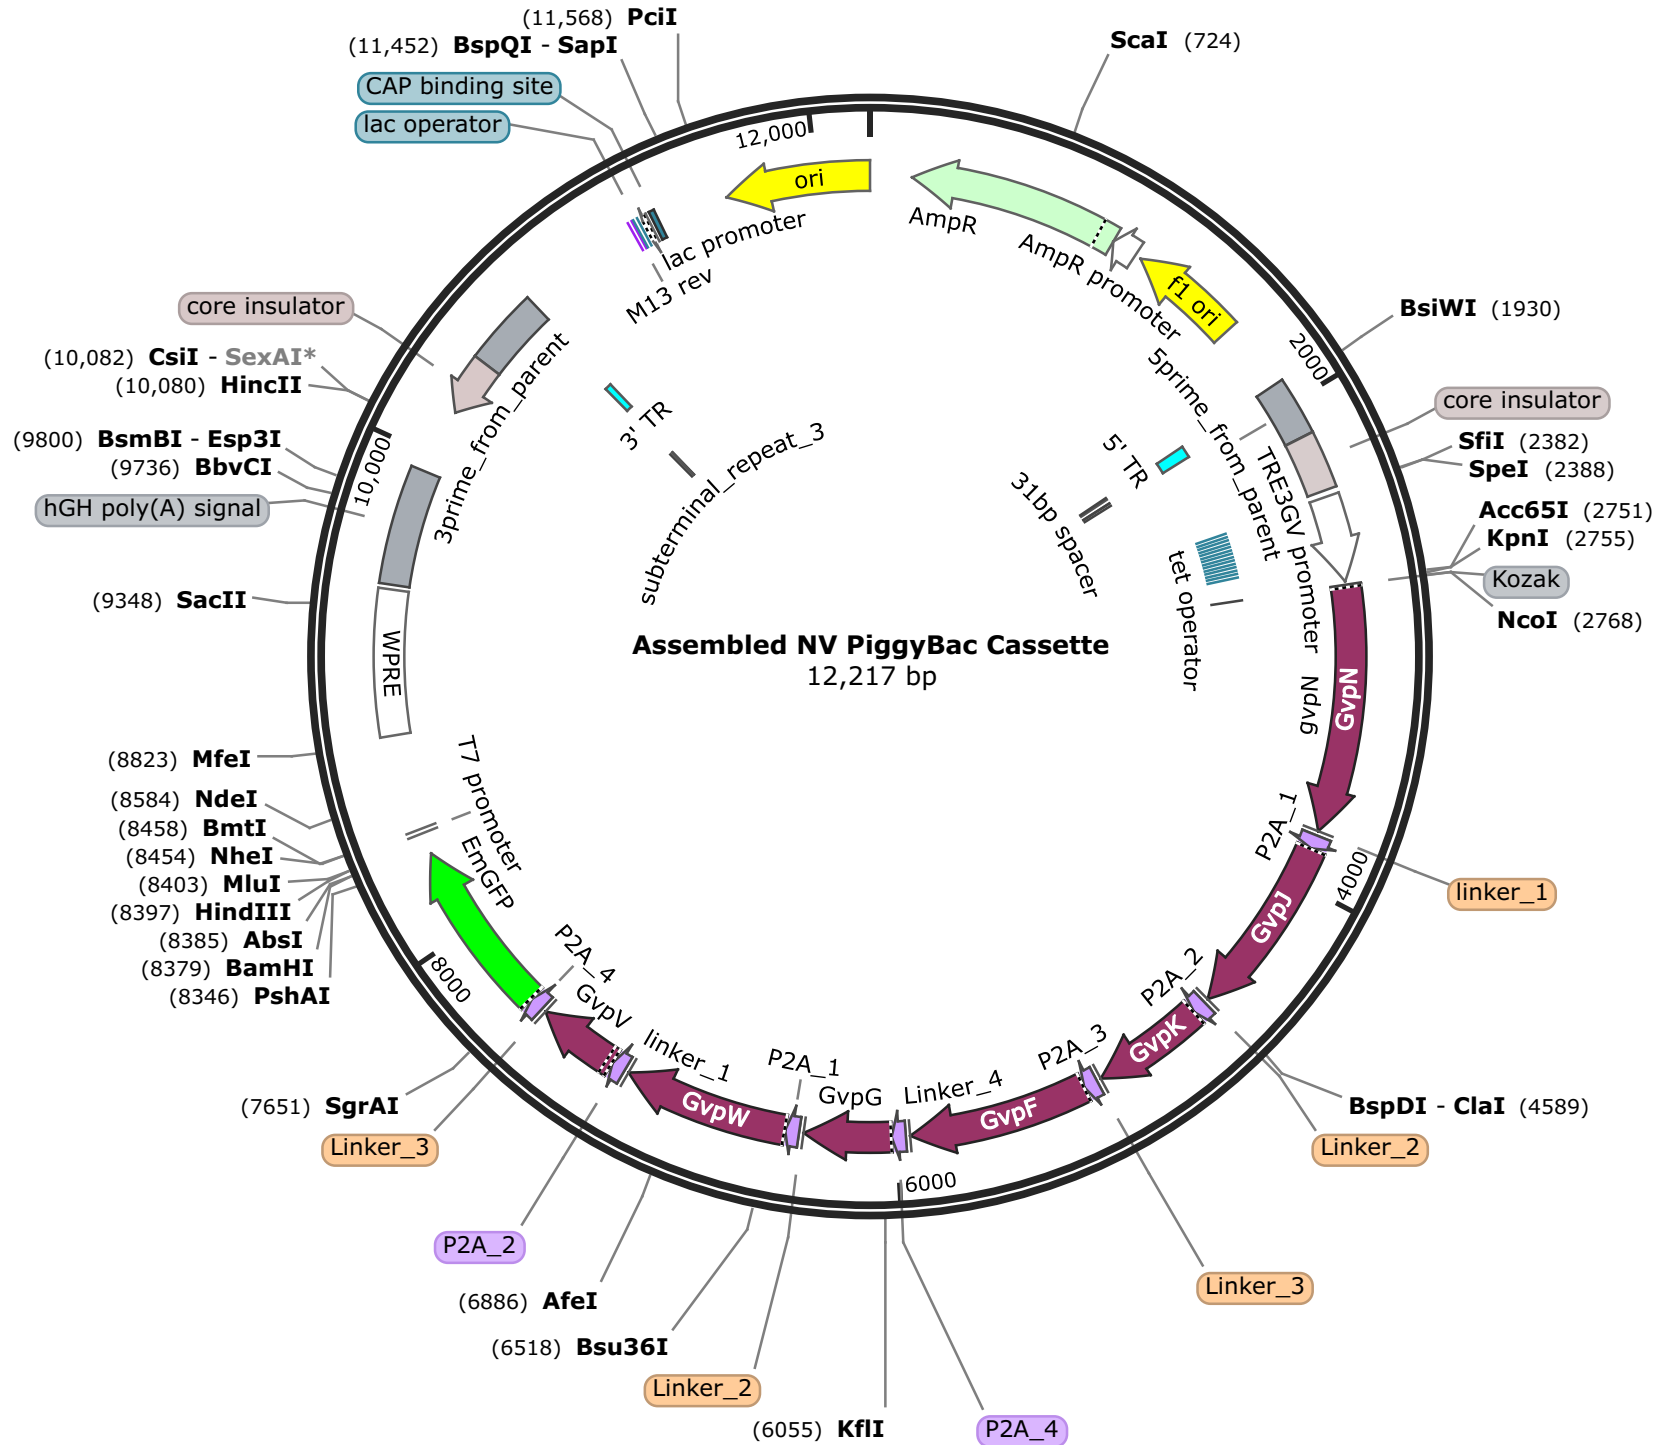 (11,568) PciI
(11,452) BspQI - SapI
CAP binding site
lac operator
ScaI (724)
12,000
ori
AmpR
AmpR promoter
f1 ori
lac promoter
M13 rev
core insulator
(10,082) CsiI - SexAI*
(10,080) HincII
(9800) BsmBI - Esp3I
(9736) BbvCI
hGH poly(A) signal
(9348) SacII
10,000
3prime_from_parent
3' TR
subterminal_repeat_3
BsiWI (1930)
2000
core insulator
SfiI (2382)
SpeI (2388)
Acc65I (2751)
KpnI (2755)
Kozak
NcoI (2768)
5prime_from_parent
5' TR
31bp spacer
TRE3GV promoter
tet operator
Assembled NV PiggyBac Cassette
12,217 bp
GvpN
gvpN
WPRE
(8823) MfeI
(8584) NdeI
(8458) BmtI
(8454) NheI
(8403) MluI
(8397) HindIII
(8385) AbsI
(8379) BamHI
(8346) PshAI
T7 promoter
EmGFP
P2A_1
4000
linker_1
GvpJ
P2A_2
GvpK
P2A_3
8000
P2A_4
GvpV
linker_1
P2A_1
GvpG
Linker_4
GvpF
GvpW
(7651) SgrAI
Linker_3
BspDI - ClaI (4589)
Linker_2
6000
P2A_2
Linker_3
(6886) AfeI
(6518) Bsu36I
Linker_2
(6055) KflI
P2A_4